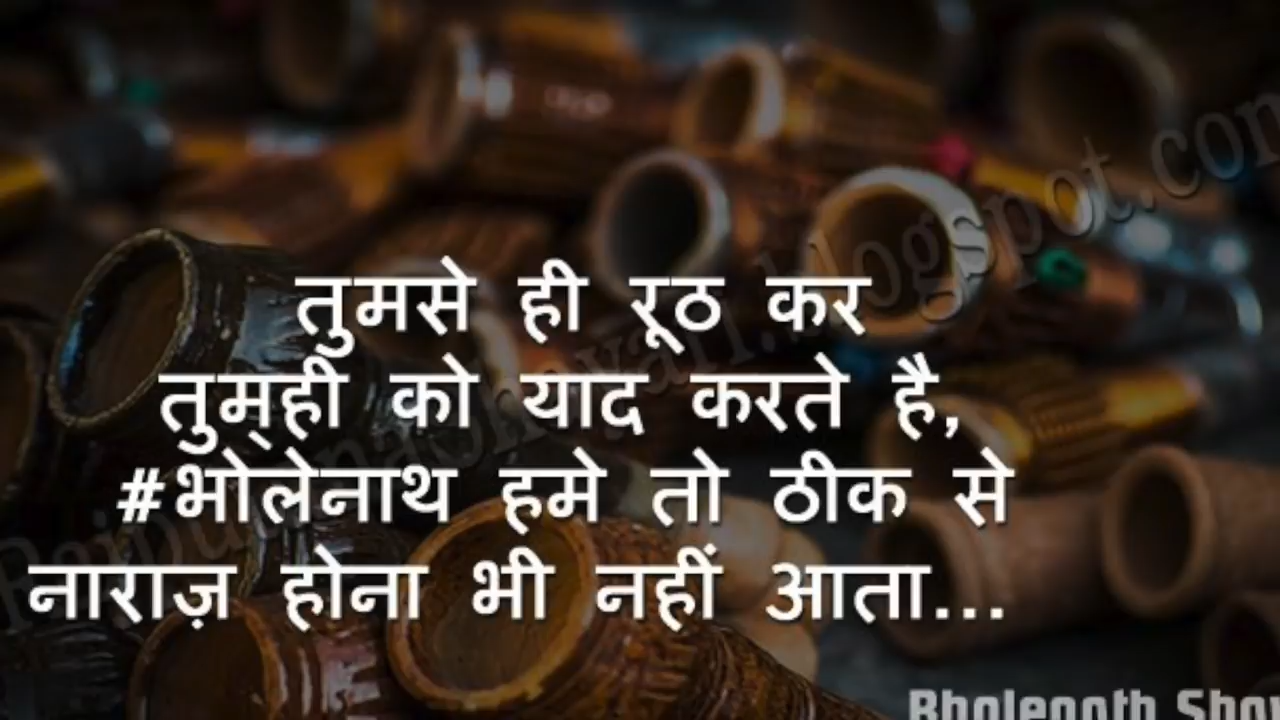 तुमसे ही रूठ कर
तुम्ही को याद करते है,
#भोलेनाथ हमे तो ठीक से
नाराज़ होना भी नहीं आता...